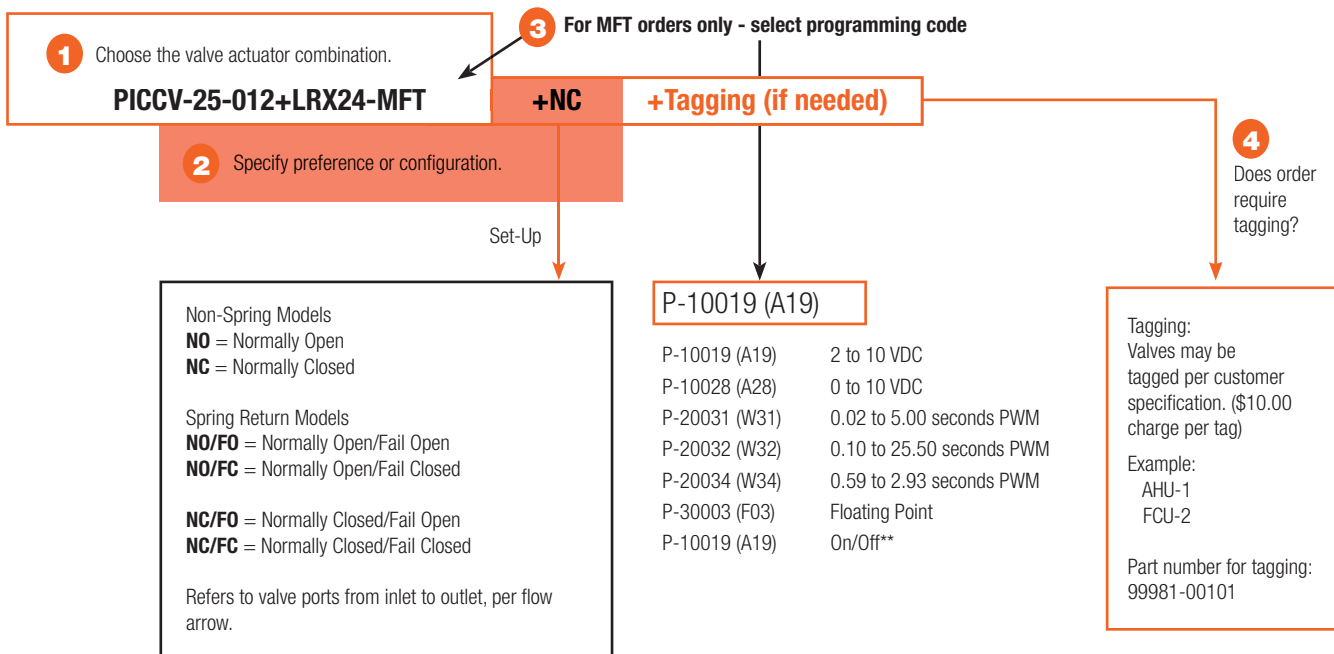 1 Choose the valve actuator combination.
3 For MFT orders only - select programming code
PICCV-25-012+LRX24-MFT +NC +Tagging (if needed)
2 Specify preference or configuration.
Set-Up
4
Does order
require
tagging?
Non-Spring Models
NO = Normally Open
NC = Normally Closed
Spring Return Models
NO/FO = Normally Open/Fail Open
NO/FC = Normally Open/Fail Closed
NC/FO = Normally Closed/Fail Open
NC/FC = Normally Closed/Fail Closed
Refers to valve ports from inlet to outlet, per flow
arrow.
P-10019 (A19)
P-10019 (A19) 2 to 10 VDC
P-10028 (A28) 0 to 10 VDC
P-20031 (W31) 0.02 to 5.00 seconds PWM
P-20032 (W32) 0.10 to 25.50 seconds PWM
P-20034 (W34) 0.59 to 2.93 seconds PWM
P-30003 (F03) Floating Point
P-10019 (A19) On/Off**
Tagging:
Valves may be
tagged per customer
specification. ($10.00
charge per tag)
Example:
AHU-1
FCU-2
Part number for tagging:
99981-00101